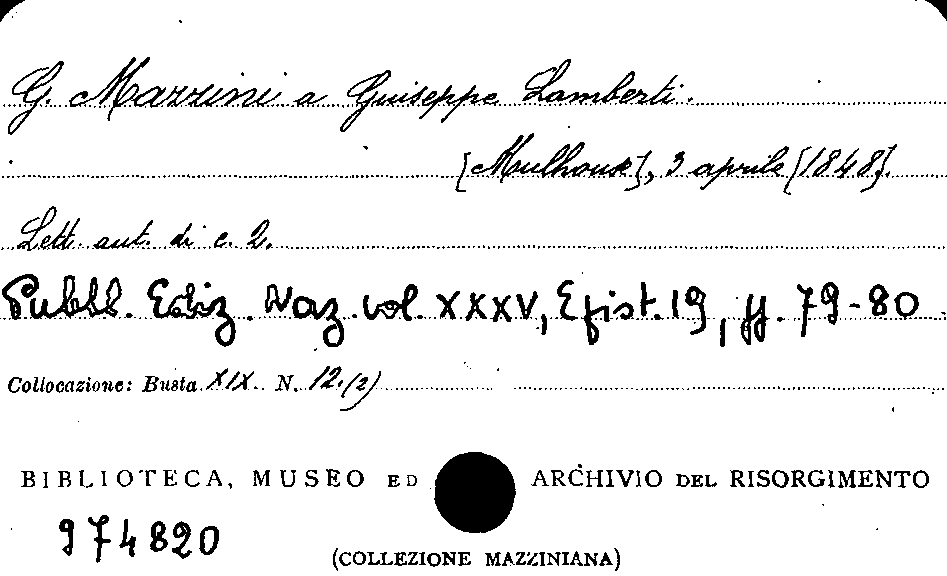 G. Mazzini a Giuseppe Lamberti.
[Mulhouse], 3 aprile [1848].
Lett. aut. di c. 2.
Pubbl. Ediz. Naz. vol. XXXV, Epist. 19, pp. 79-80
Collocazione: Busta XIX. N. 12.(2)
BIBLIOTECA, MUSEO ED ARCHIVIO DEL RISORGIMENTO
974820
(COLLEZIONE MAZZINIANA)